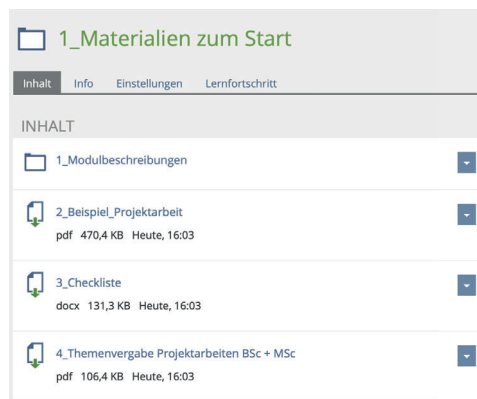 1_Materialien zum Start
Inhalt Info Einstellungen Lernfortschritt
INHALT
1_Modulbeschreibungen
2_Beispiel_Projektarbeit
pdf 470,4 KB Heute, 16:03
3_Checkliste
docx 131,3 KB Heute, 16:03
4_Themenvergabe Projektarbeiten BSc + MSc
pdf 106,4 KB Heute, 16:03